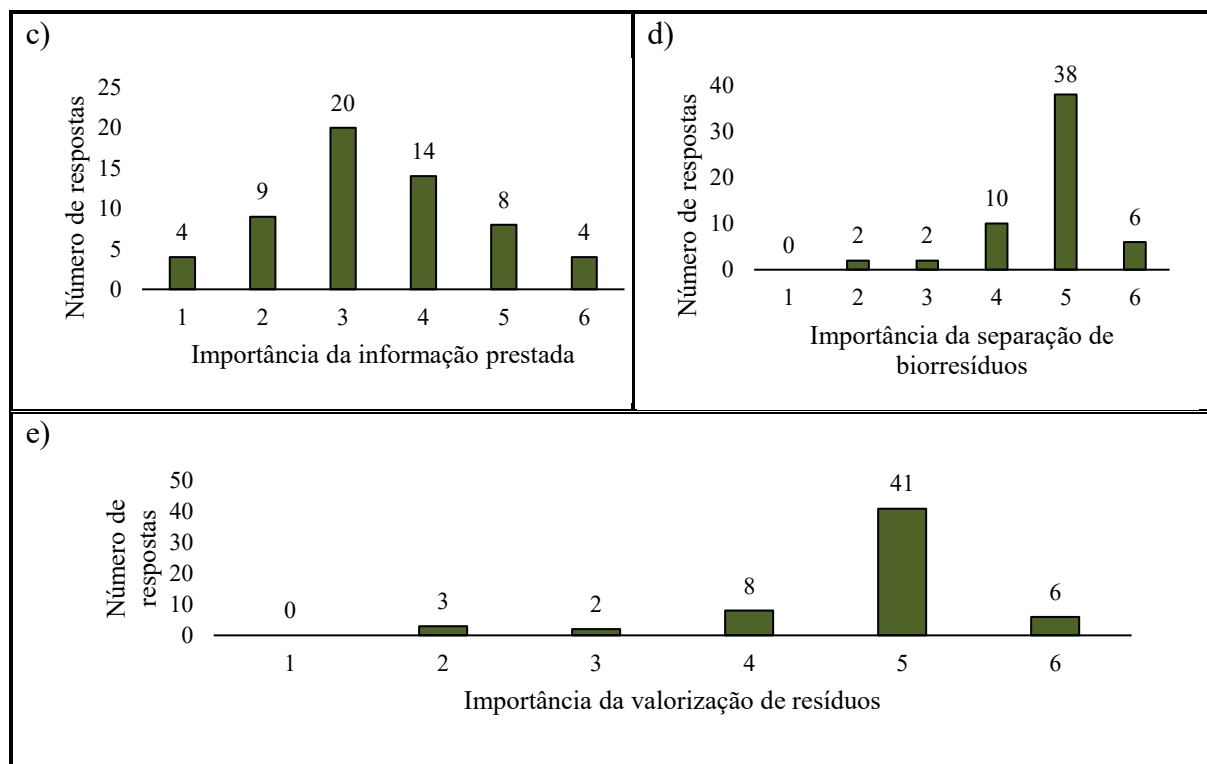 c)
Número de respostas
25
20
15
10
5
0
4
9
20
14
8
4
1 2 3 4 5 6
Importância da informação prestada
d)
Número de respostas
40
30
20
10
0
0
2
2
10
38
6
1 2 3 4 5 6
Importância da separação de
biorresíduos
e)
Número de
respostas
50
40
30
20
10
0
0
3
2
8
41
6
1 2 3 4 5 6
Importância da valorização de resíduos